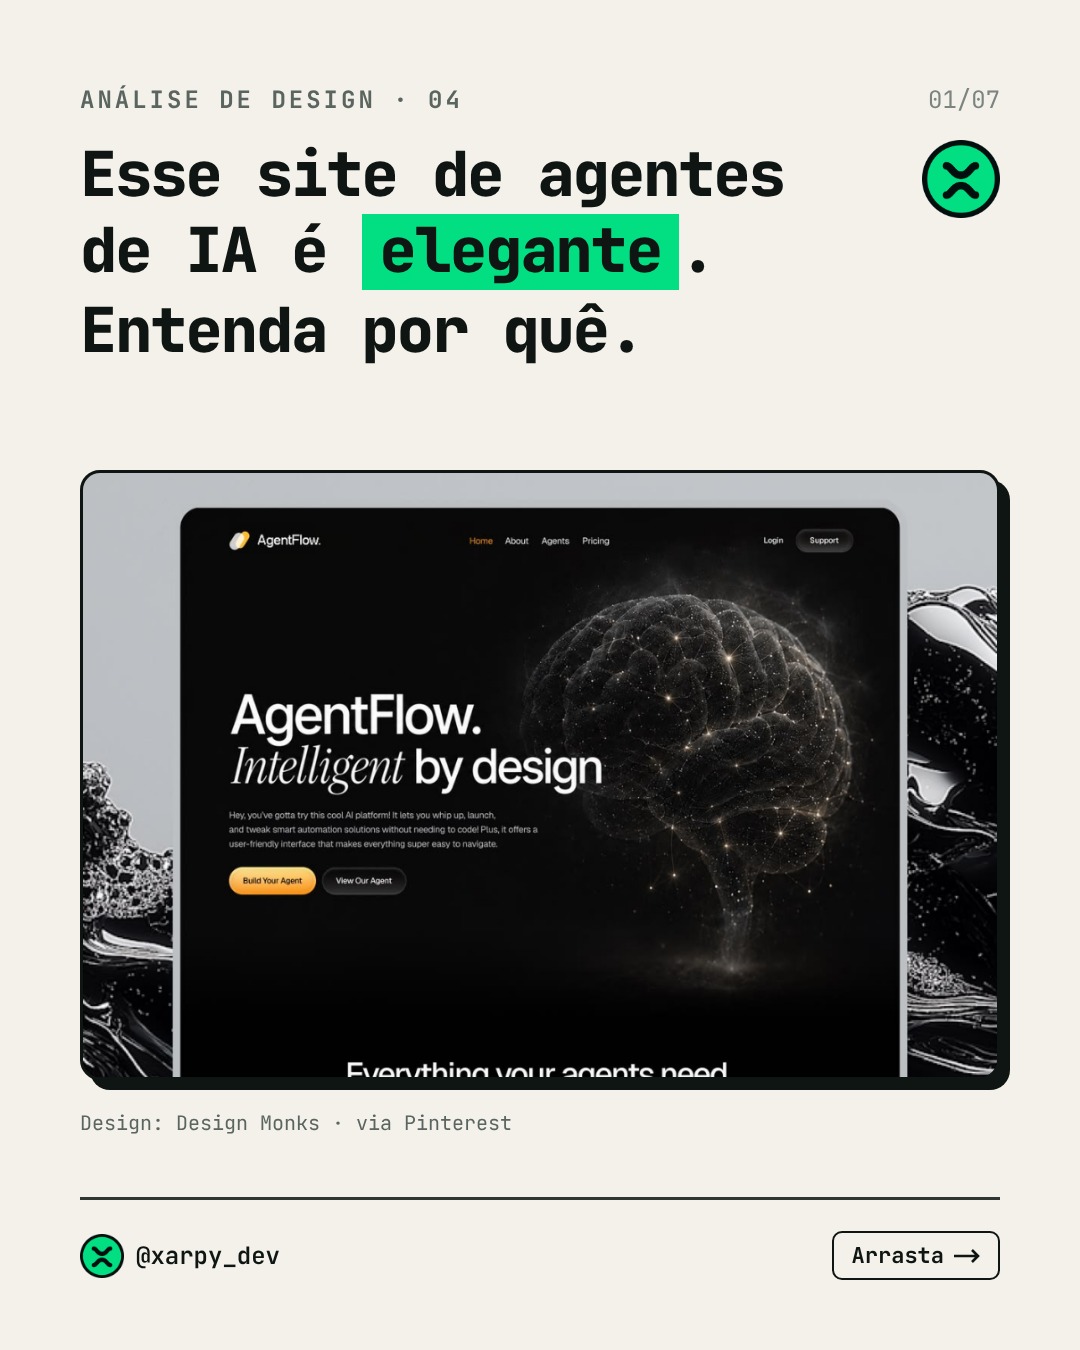 ANÁLISE DE DESIGN · 04
01/07
Esse site de agentes
de IA é elegante.
Entenda por quê.
AgentFlow.
Home About Agents Pricing
Login Support
AgentFlow.
Intelligent by design
Hey, you've gotta try this cool AI platform! It lets you whip up, launch,
and tweak smart automation solutions without needing to code! Plus, it offers a
user-friendly interface that makes everything super easy to navigate.
Build Your Agent View Our Agent
Everything your agents need
Design: Design Monks · via Pinterest
@xarpy_dev
Arrasta →